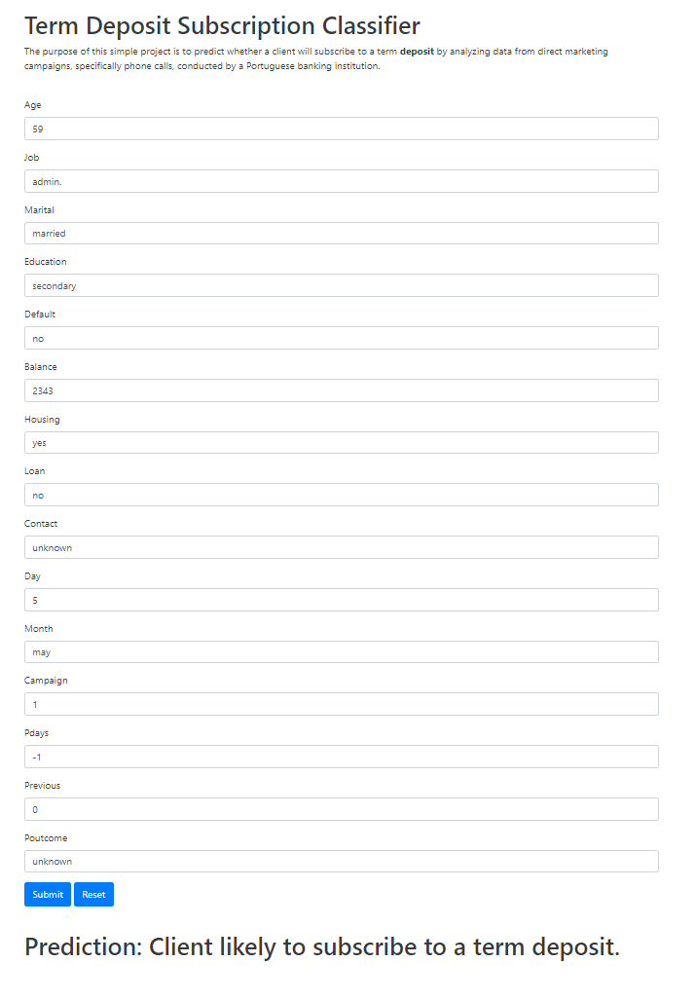 Term Deposit Subscription Classifier
The purpose of this simple project is to predict whether a client will subscribe to a term deposit by analyzing data from direct marketing
campaigns, specifically phone calls, conducted by a Portuguese banking institution.
Age
59
Job
admin.
Marital
married
Education
secondary
Default
no
Balance
2343
Housing
yes
Loan
no
Contact
unknown
Day
5
Month
may
Campaign
1
Pdays
-1
Previous
0
Poutcome
unknown
Submit Reset
Prediction: Client likely to subscribe to a term deposit.